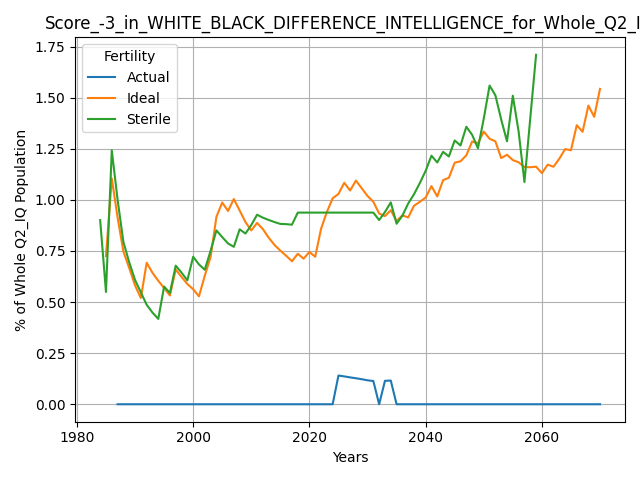 Score_-3_in_WHITE_BLACK_DIFFERENCE_INTELLIGENCE_for_Whole_Q2_I
Fertility
Actual
Ideal
Sterile
1.75
1.50
1.25
1.00
0.75
0.50
0.25
0.00
% of Whole Q2_IQ Population
1980
2000
2020
2040
2060
Years